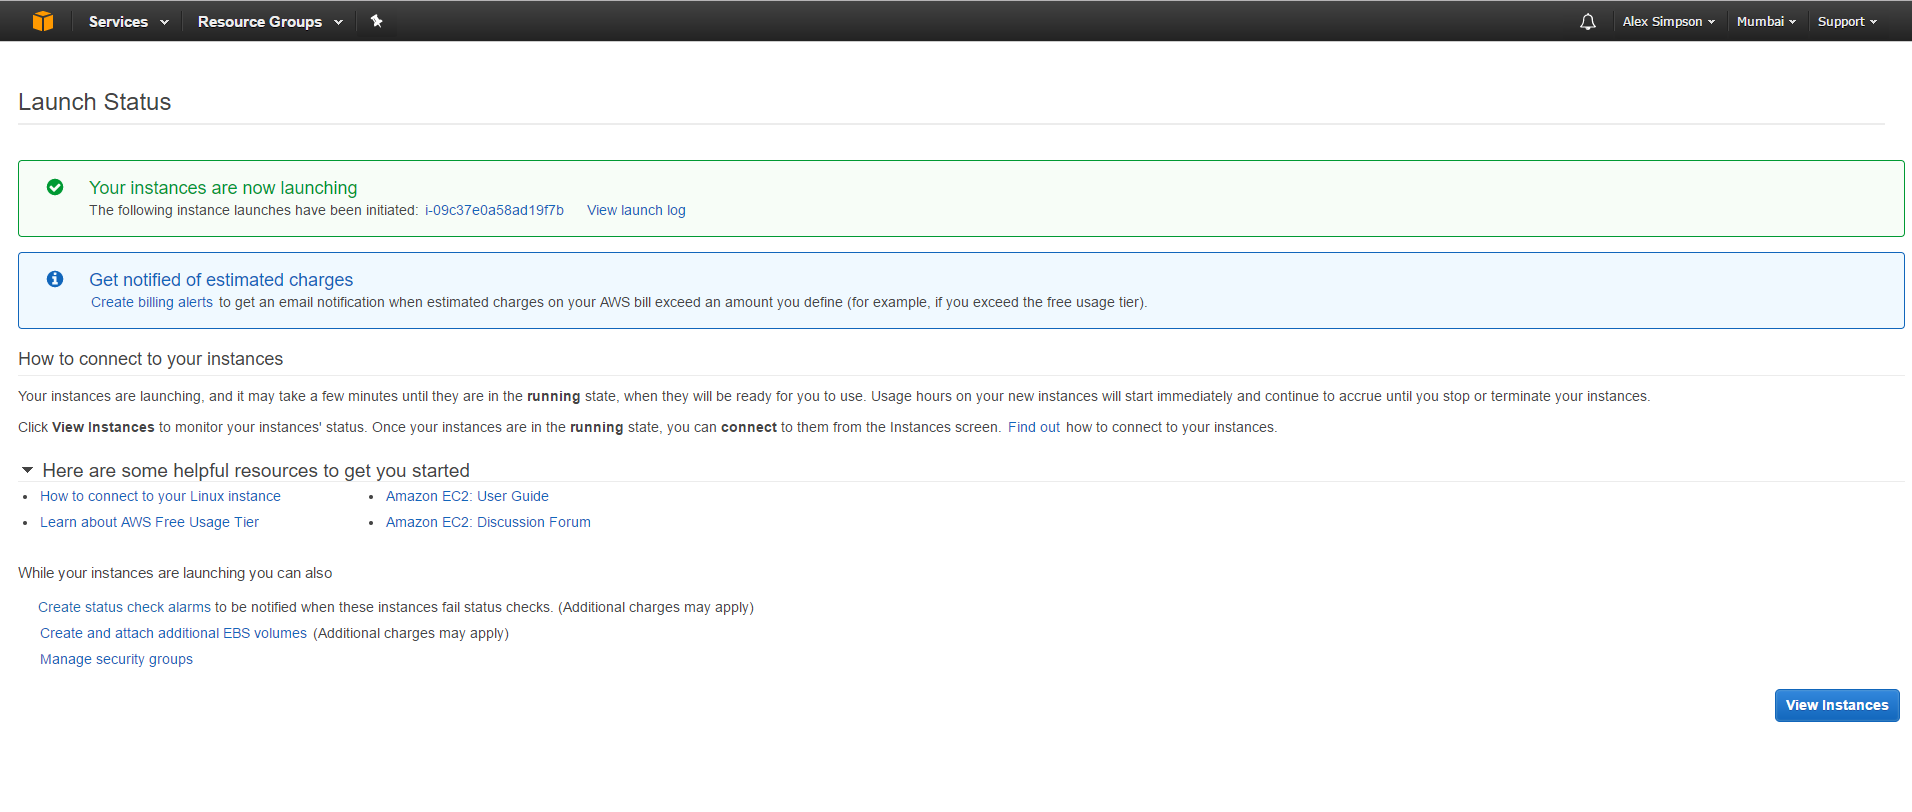 Services Resource Groups Alex Simpson Mumbai Support
Launch Status
Your instances are now launching
The following instance launches have been initiated: i-09c37e0a58ad19f7b View launch log
Get notified of estimated charges
Create billing alerts to get an email notification when estimated charges on your AWS bill exceed an amount you define (for example, if you exceed the free usage tier).
How to connect to your instances
Your instances are launching, and it may take a few minutes until they are in the running state, when they will be ready for you to use. Usage hours on your new instances will start immediately and continue to accrue until you stop or terminate your instances.
Click View Instances to monitor your instances' status. Once your instances are in the running state, you can connect to them from the Instances screen. Find out how to connect to your instances.
Here are some helpful resources to get you started
• How to connect to your Linux instance • Amazon EC2: User Guide
• Learn about AWS Free Usage Tier • Amazon EC2: Discussion Forum
While your instances are launching you can also
Create status check alarms to be notified when these instances fail status checks. (Additional charges may apply)
Create and attach additional EBS volumes (Additional charges may apply)
Manage security groups
View Instances